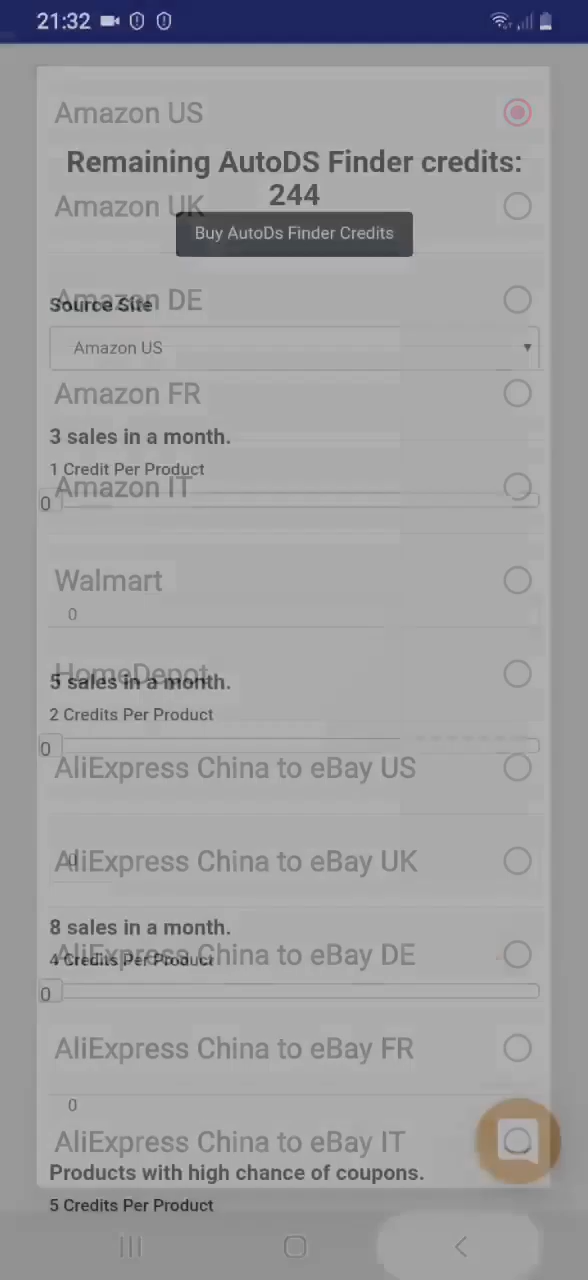 21:32
Amazon US
Remaining AutoDS Finder credits:
244
Amazon UK
Buy AutoDs Finder Credits
Amazon DE
Source Site
Amazon US
Amazon FR
3 sales in a month.
1 Credit Per Product
Amazon IT
0
Walmart
0
HomeDepot
5 sales in a month.
2 Credits Per Product
0
AliExpress China to eBay US
AliExpress China to eBay UK
0
8 sales in a month.
AliExpress China to eBay DE
4 Credits Per Product
0
AliExpress China to eBay FR
0
AliExpress China to eBay IT
Products with high chance of coupons.
5 Credits Per Product